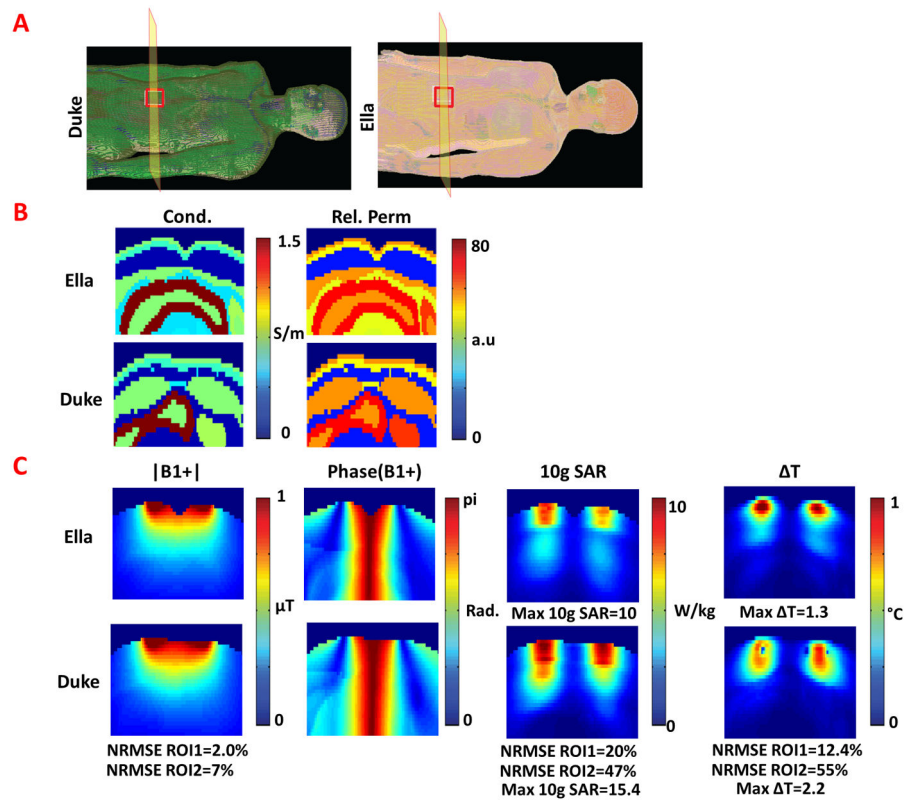 A
Duke
Ella
B
Cond.
Rel. Perm
Ella
1.5
S/m
0
80
a.u
0
Duke
C
|B1+|
Phase(B1+)
10g SAR
ΔT
Ella
1
μT
0
pi
Rad.
0
10
W/kg
0
1
°C
0
Max 10g SAR=10
Max ΔT=1.3
Duke
NRMSE ROI1=2.0%
NRMSE ROI2=7%
NRMSE ROI1=20%
NRMSE ROI2=47%
Max 10g SAR=15.4
NRMSE ROI1=12.4%
NRMSE ROI2=55%
Max ΔT=2.2